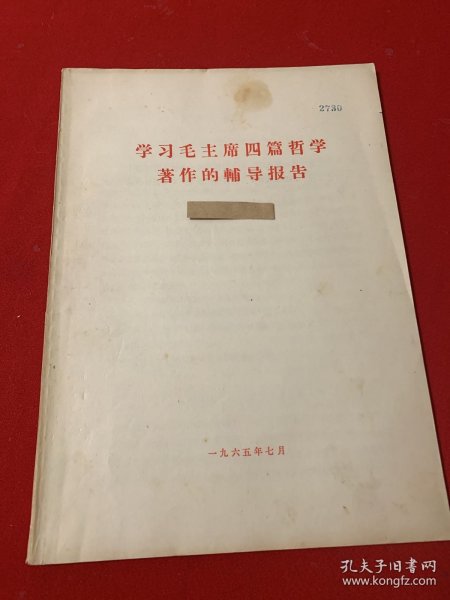 2730
学习毛主席四篇哲学
著作的輔导报告
一九六五年七月
孔夫子旧书网
www.kongfz.com